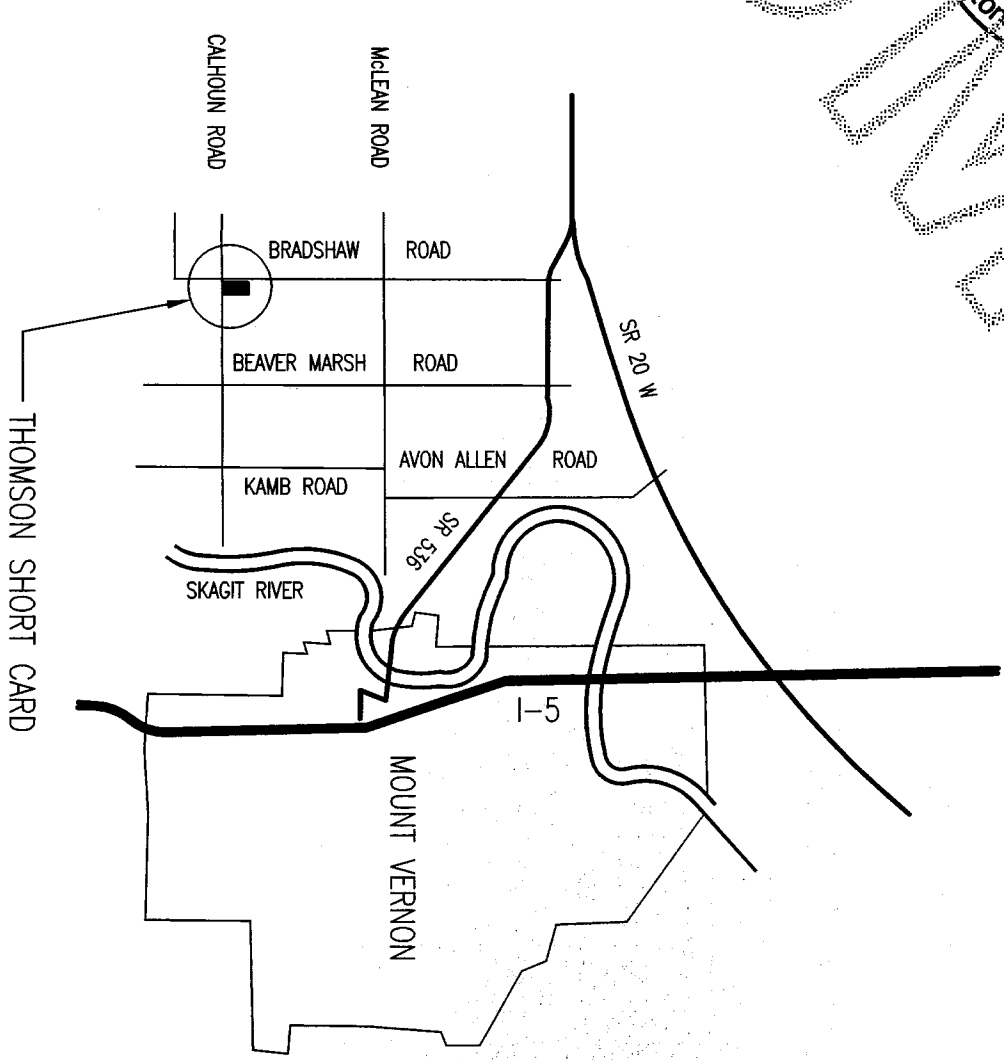 CALHOUN ROAD
McLEAN ROAD
BRADSHAW ROAD
SR 20 W
BEAVER MARSH ROAD
AVON ALLEN ROAD
KAMB ROAD
SR 536
SKAGIT RIVER
THOMSON SHORT CARD
I-5
MOUNT VERNON